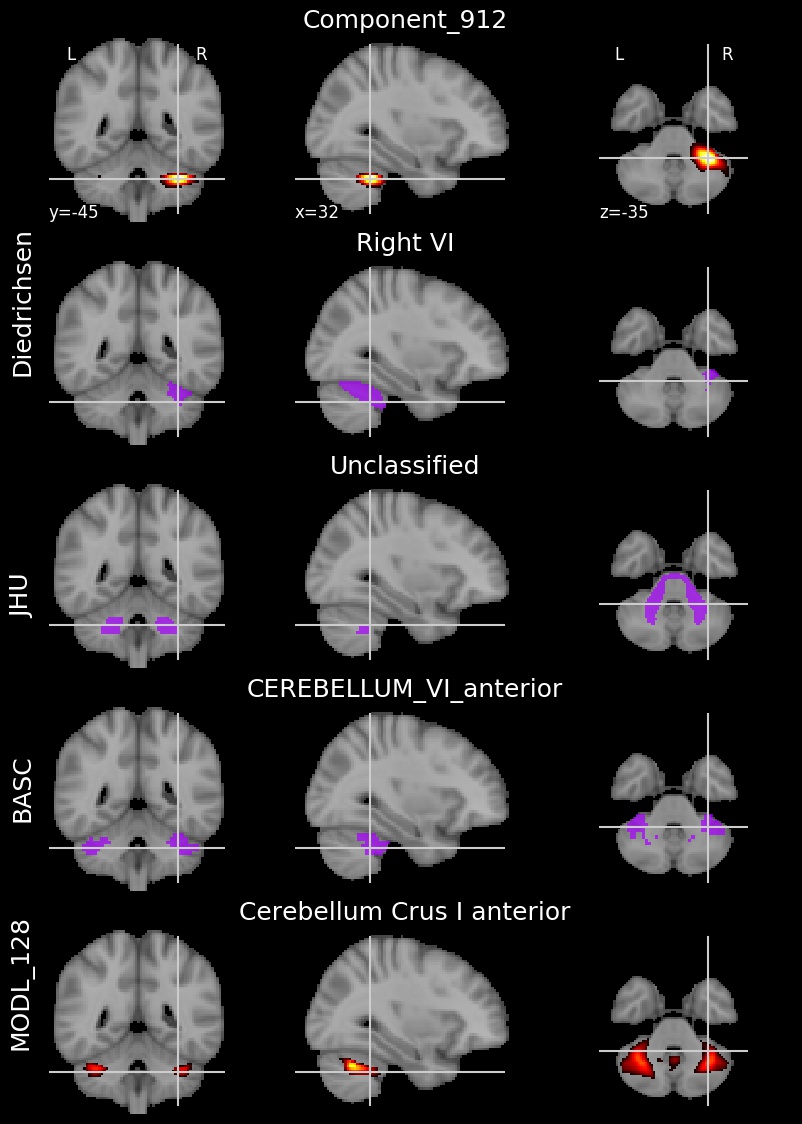 Component_912
L R L R
y=-45 x=32 z=-35
Diedrichsen
Right VI
JHU
Unclassified
BASC
CEREBELLUM_VI_anterior
MODL_128
Cerebellum Crus I anterior